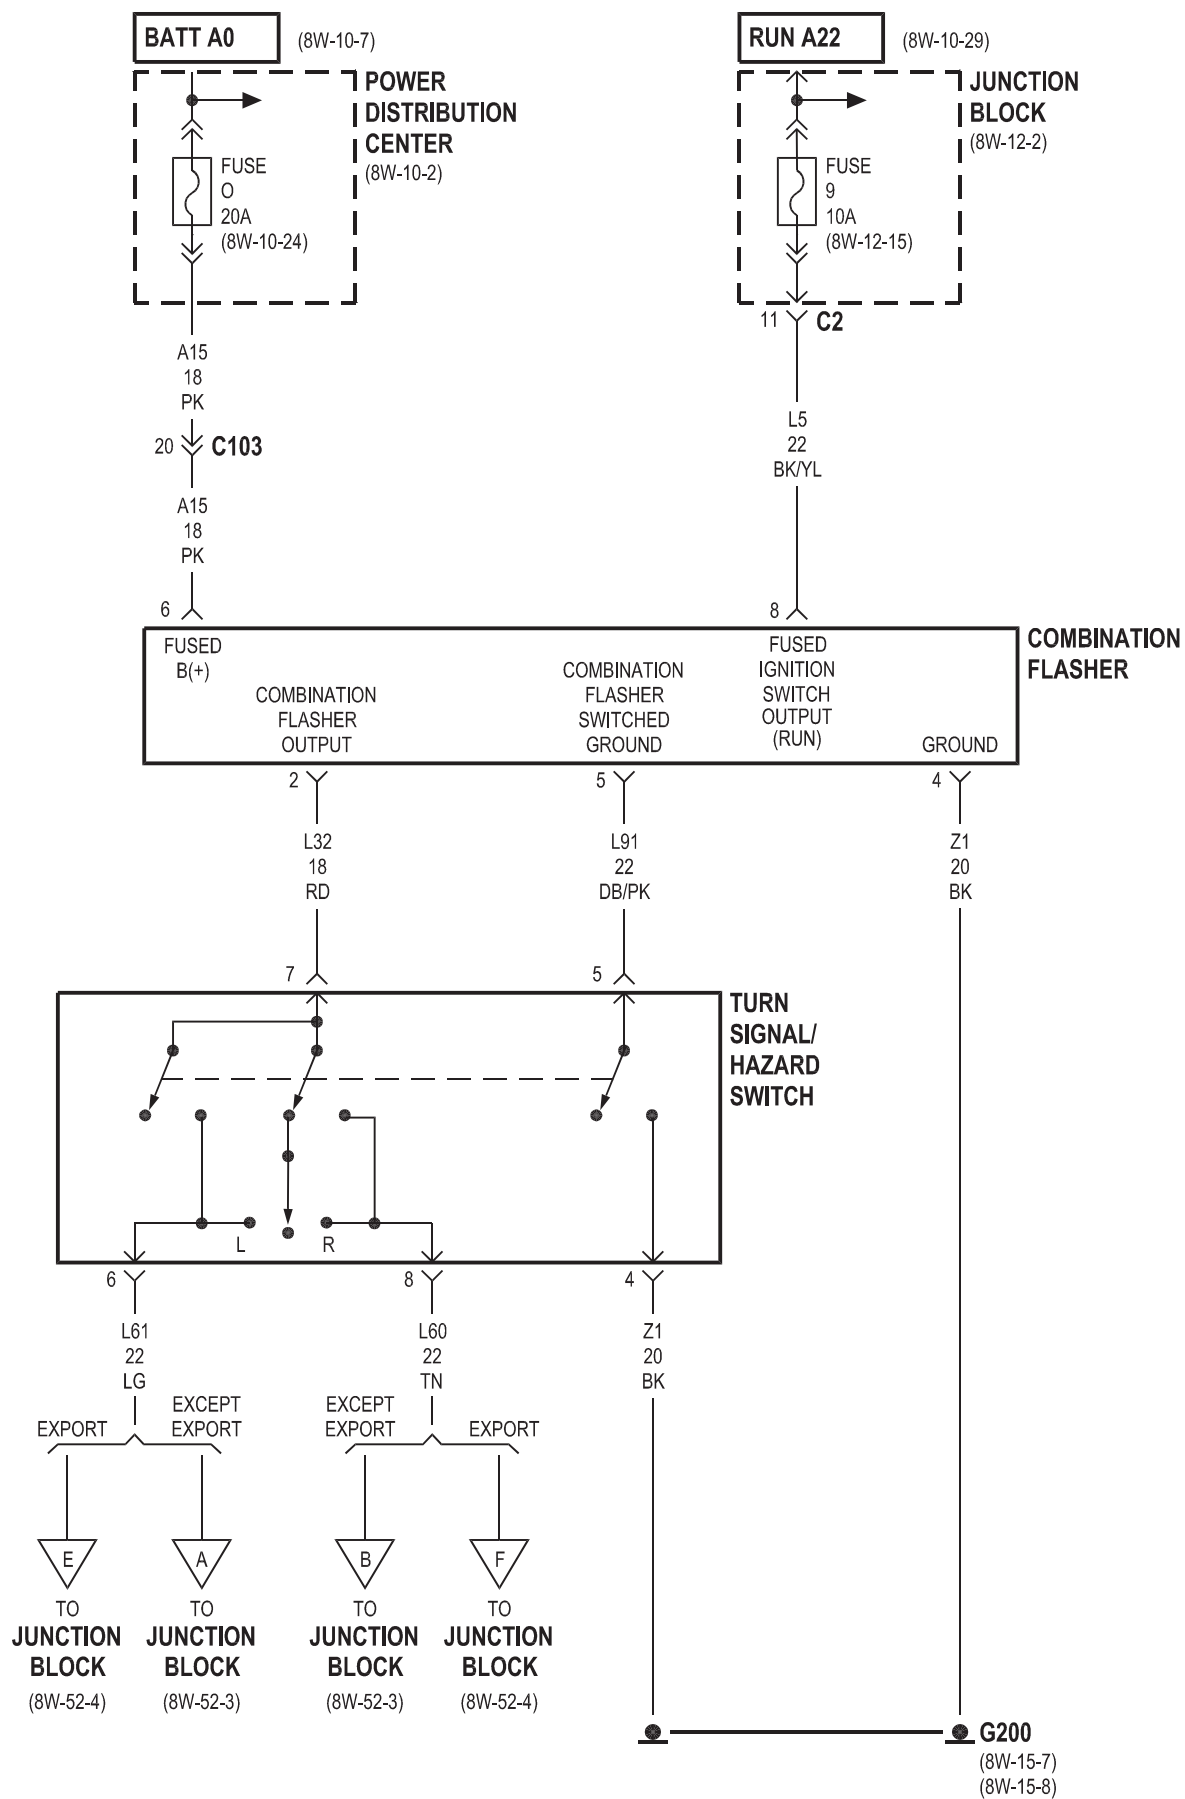 BATT A0
(8W-10-7)
RUN A22
(8W-10-29)
POWER
DISTRIBUTION
CENTER
(8W-10-2)
JUNCTION
BLOCK
(8W-12-2)
FUSE
O
20A
(8W-10-24)
FUSE
9
10A
(8W-12-15)
11
C2
A15
18
PK
L5
22
BK/YL
20
C103
A15
18
PK
6
8
FUSED
B(+)
COMBINATION
FLASHER
OUTPUT
COMBINATION
FLASHER
SWITCHED
GROUND
FUSED
IGNITION
SWITCH
OUTPUT
(RUN)
GROUND
COMBINATION
FLASHER
2
5
4
L32
18
RD
L91
22
DB/PK
Z1
20
BK
7
5
TURN
SIGNAL/
HAZARD
SWITCH
L
R
6
8
4
L61
22
LG
L60
22
TN
Z1
20
BK
EXPORT
EXCEPT
EXPORT
EXCEPT
EXPORT
EXPORT
E
A
B
F
TO
JUNCTION
BLOCK
(8W-52-4)
TO
JUNCTION
BLOCK
(8W-52-3)
TO
JUNCTION
BLOCK
(8W-52-3)
TO
JUNCTION
BLOCK
(8W-52-4)
G200
(8W-15-7)
(8W-15-8)